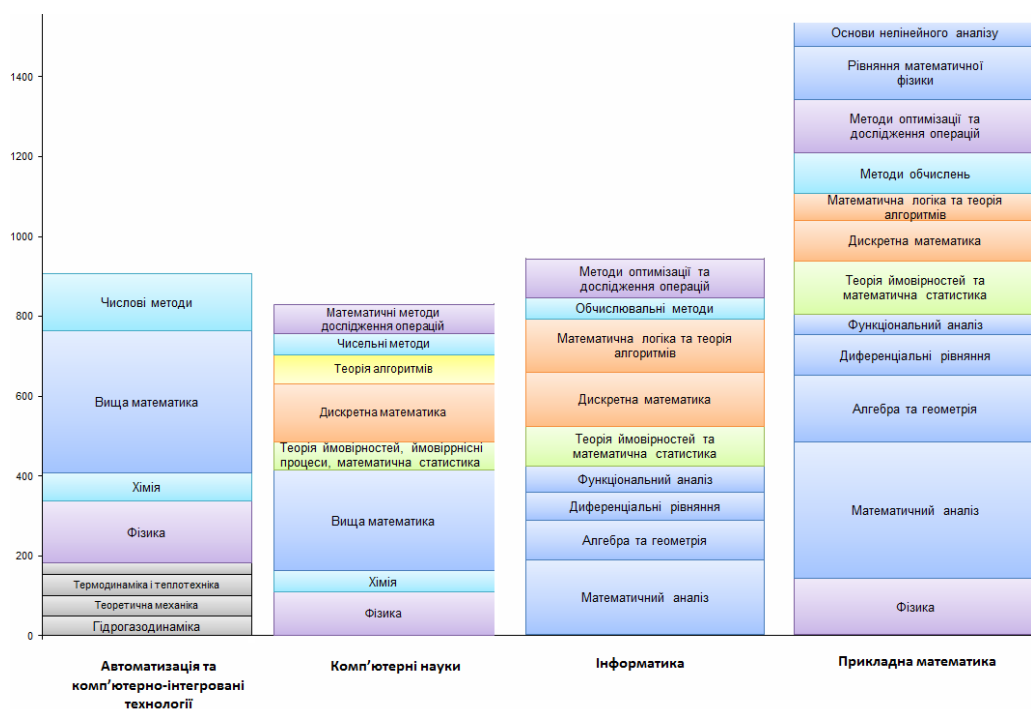 1400
1200
1000
800
600
400
200
0
Числові методи
Вища математика
Хімія
Фізика
Термодинаміка і теплотехніка
Теоретична механіка
Гідрогазодинаміка
Автоматизація та
комп'ютерно-інтегровані
технології
Математичні методи
дослідження операцій
Чисельні методи
Теорія алгоритмів
Дискретна математика
Теорія ймовірностей, ймовіррнісні
процеси, математична статистика
Вища математика
Хімія
Фізика
Комп'ютерні науки
Методи оптимізації та
дослідження операцій
Обчислювальні методи
Математична логіка та теорія
алгоритмів
Дискретна математика
Теорія ймовірностей та
математична статистика
Функціональний аналіз
Диференціальні рівняння
Алгебра та геометрія
Математичний аналіз
Інформатика
Основи нелінейного аналізу
Рівняння математичної
фізики
Методи оптимізації та
дослідження операцій
Методи обчислень
Математична логіка та теорія
алгоритмів
Дискретна математика
Теорія ймовірностей та
математична статистика
Функціональний аналіз
Диференціальні рівняння
Алгебра та геометрія
Математичний аналіз
Фізика
Прикладна математика